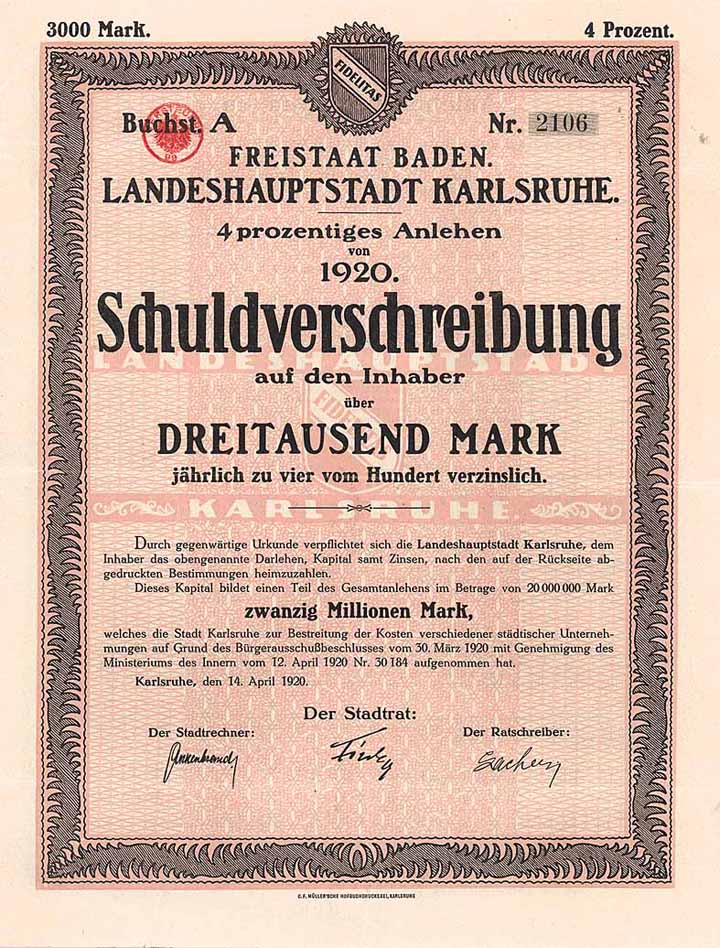 3000 Mark. 4 Prozent.
FIDELITAS
Buchst. A Nr. 2106
FREISTAAT BADEN.
LANDESHAUPTSTADT KARLSRUHE.
4 prozentiges Anlehen
von
1920.
Schuldverschreibung
LANDESHAUPTSTAD
auf den Inhaber
über
FIDELITAS
DREITAUSEND MARK
jährlich zu vier vom Hundert verzinslich.
KARLSRUHE.
Durch gegenwärtige Urkunde verpflichtet sich die Landeshauptstadt Karlsruhe, dem
Inhaber das obengenannte Darlehen, Kapital samt Zinsen, nach den auf der Rückseite ab-
gedruckten Bestimmungen heimzuzahlen.
Dieses Kapital bildet einen Teil des Gesamtanlehens im Betrage von 20 000 000 Mark
zwanzig Millionen Mark,
welches die Stadt Karlsruhe zur Bestreitung der Kosten verschiedener städtischer Unterneh-
mungen auf Grund des Bürgerausschußbeschlusses vom 30. März 1920 mit Genehmigung des
Ministeriums des Innern vom 12. April 1920 Nr. 30 184 aufgenommen hat.
Karlsruhe, den 14. April 1920.
Der Stadtrat:
Der Stadtrechner: Der Ratschreiber:
C. F. MÜLLER'SCHE HOFBUCHDRUCKEREI, KARLSRUHE